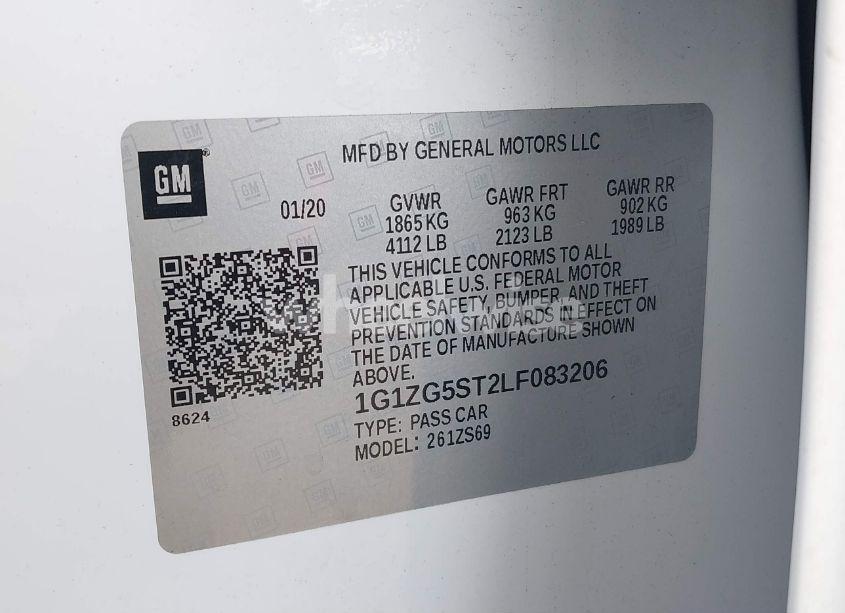 GM
MFD BY GENERAL MOTORS LLC
01/20
GVWR
1865 KG
4112 LB
GAWR FRT
963 KG
2123 LB
GAWR RR
902 KG
1989 LB
THIS VEHICLE CONFORMS TO ALL
APPLICABLE U.S. FEDERAL MOTOR
VEHICLE SAFETY, BUMPER, AND THEFT
PREVENTION STANDARDS IN EFFECT ON
THE DATE OF MANUFACTURE SHOWN
ABOVE.
1G1ZG5ST2LF083206
TYPE: PASS CAR
MODEL: 261ZS69
8624